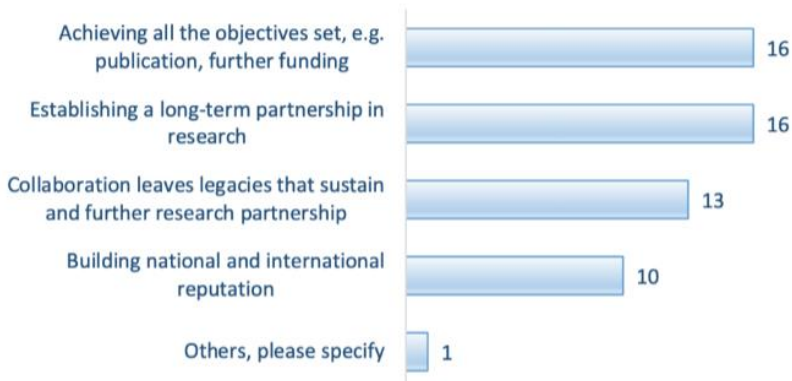 Achieving all the objectives set, e.g.
publication, further funding
16
Establishing a long-term partnership in
research
16
Collaboration leaves legacies that sustain
and further research partnership
13
Building national and international
reputation
10
Others, please specify
1